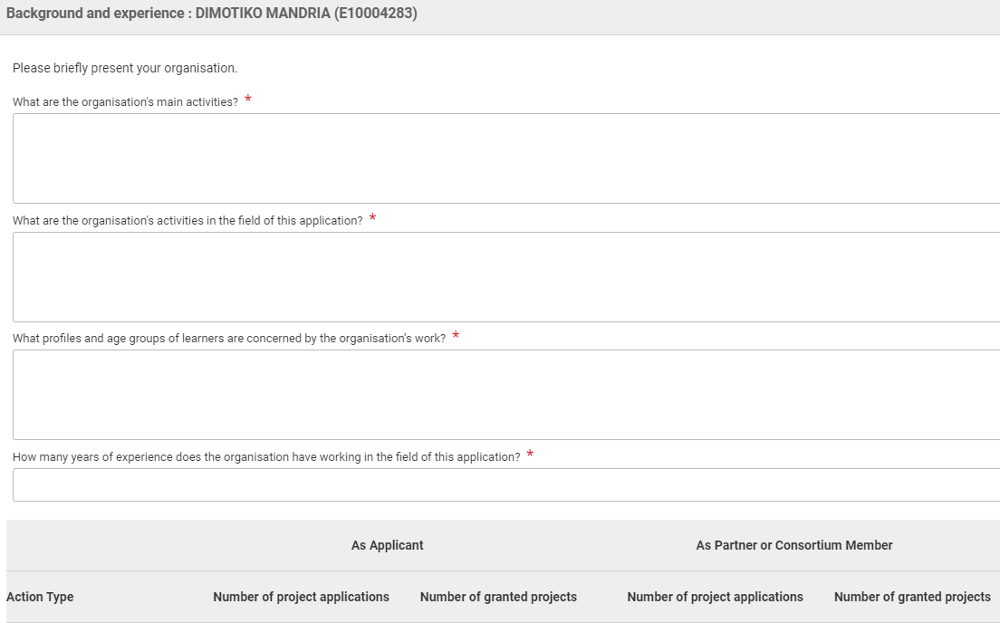 Background and experience : DIMOTIKO MANDRIA (E10004283)
Please briefly present your organisation.
What are the organisation's main activities? *
What are the organisation's activities in the field of this application? *
What profiles and age groups of learners are concerned by the organisation’s work? *
How many years of experience does the organisation have working in the field of this application? *
As Applicant As Partner or Consortium Member
Action Type Number of project applications Number of granted projects Number of project applications Number of granted projects